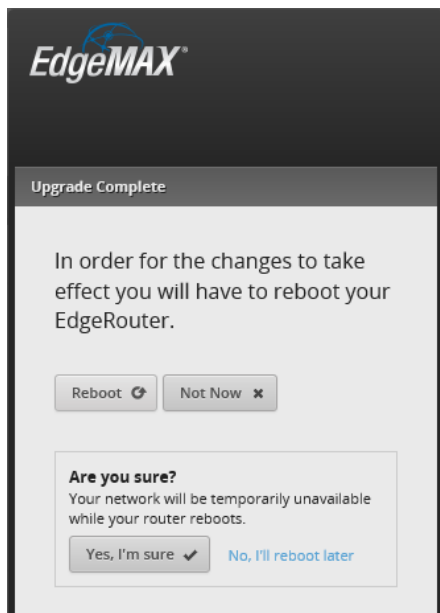 EdgeMAX®
Upgrade Complete
In order for the changes to take
effect you will have to reboot your
EdgeRouter.
Reboot Not Now
Are you sure?
Your network will be temporarily unavailable
while your router reboots.
Yes, I'm sure No, I'll reboot later